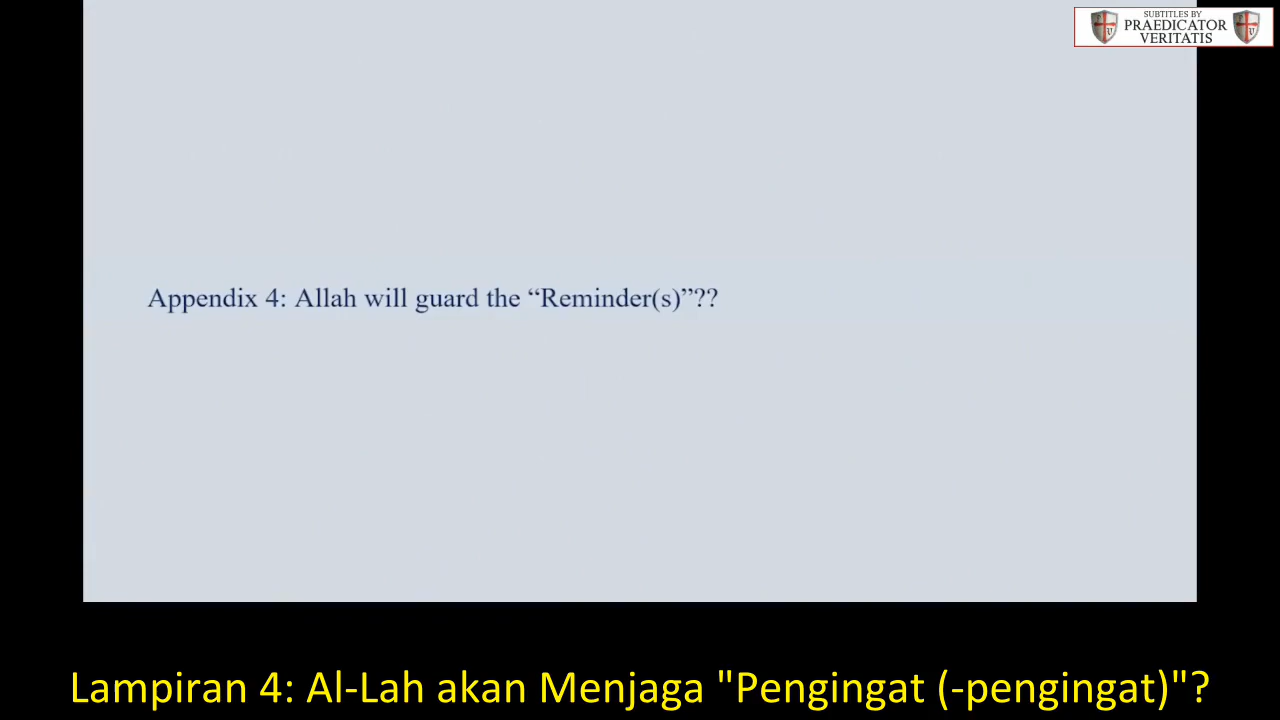 SUBTITLES BY
PRAEDICATOR
VERITATIS
Appendix 4: Allah will guard the “Reminder(s)”??
Lampiran 4: Al-Lah akan Menjaga "Pengingat (-pengingat)"?